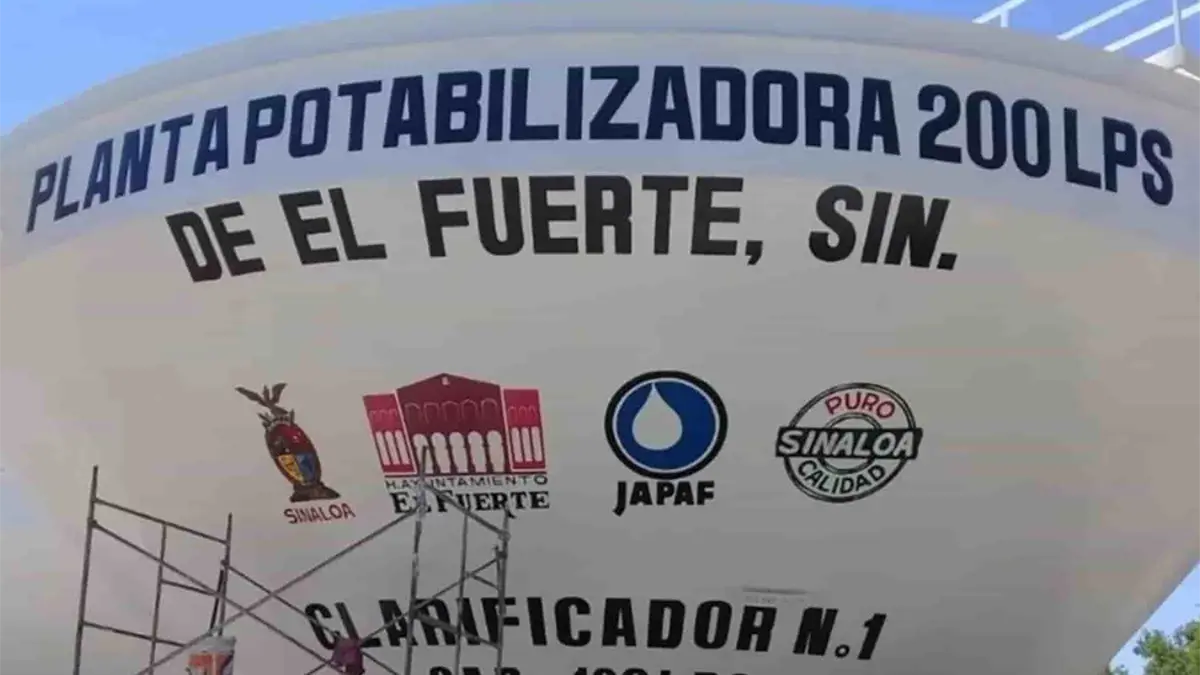 PLANTA POTABILIZADORA 200 LPS
DE EL FUERTE, SIN.
SINALOA
H. AYUNTAMIENTO
EL FUERTE
JAPAF
PURO
SINALOA
CALIDAD
CLARIFICADOR N.o 1